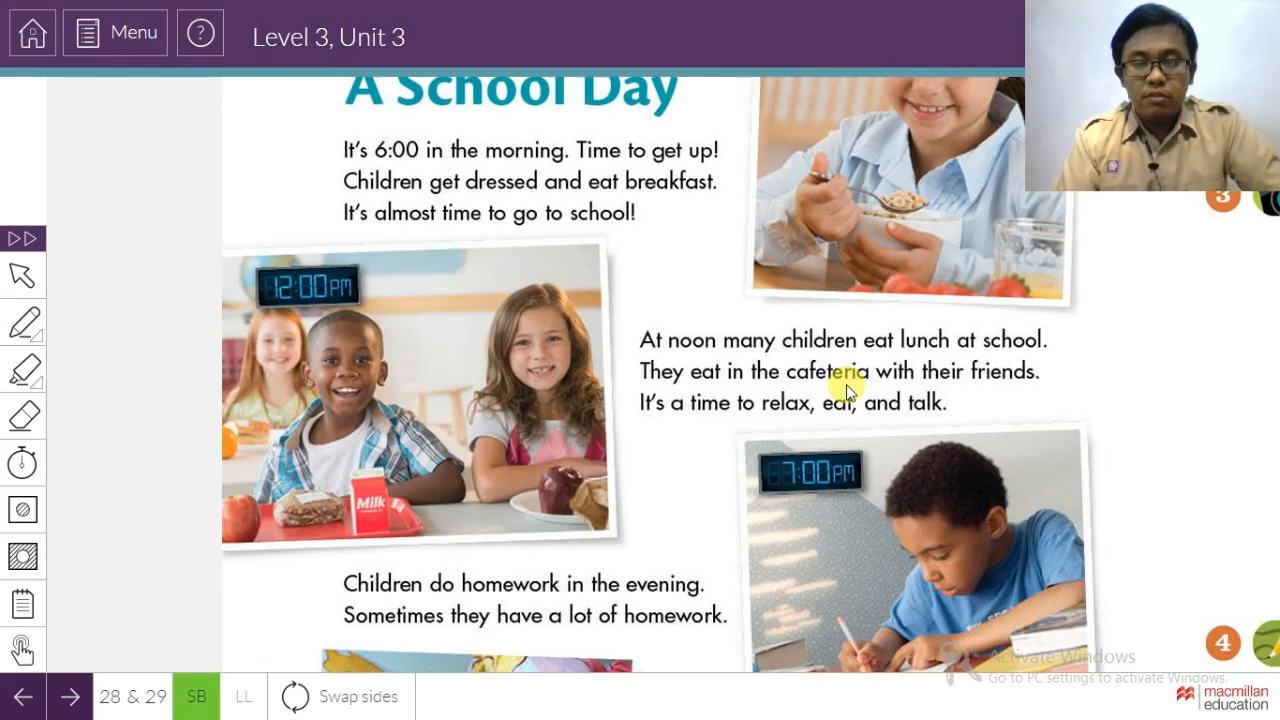 Menu
?
Level 3, Unit 3
A School Day
It's 6:00 in the morning. Time to get up!
Children get dressed and eat breakfast.
It's almost time to go to school!
3
12:00 PM
Milk
At noon many children eat lunch at school.
They eat in the cafeteria with their friends.
It's a time to relax, eat, and talk.
7:00 PM
Children do homework in the evening.
Sometimes they have a lot of homework.
4
Activate Windows
Go to PC settings to activate Windows.
28 & 29
SB
LL
Swap sides
macmillan
education